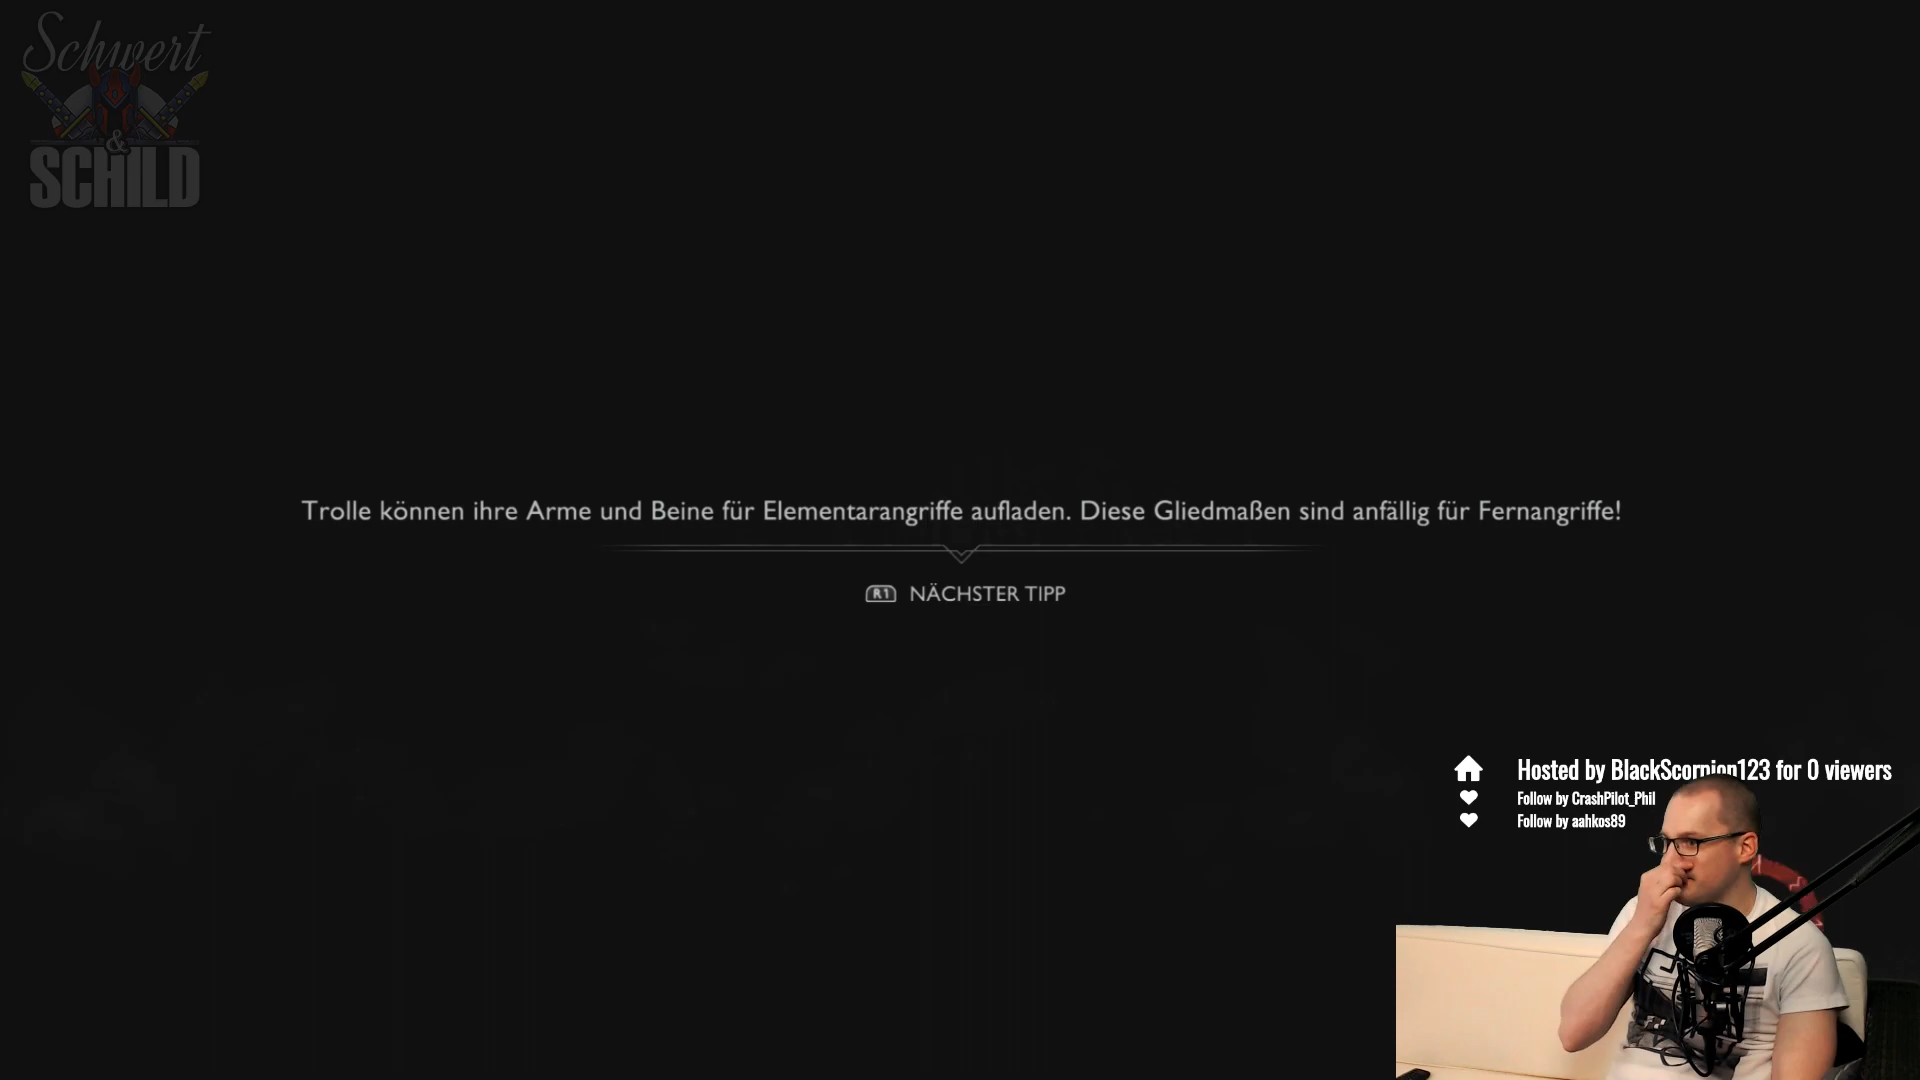 Schwert
&
SCHILD
Trolle können ihre Arme und Beine für Elementarangriffe aufladen. Diese Gliedmaßen sind anfällig für Fernangriffe!
R1 NÄCHSTER TIPP
Hosted by BlackScorpion123 for 0 viewers
Follow by CrashPilot_Phil
Follow by aahkos89